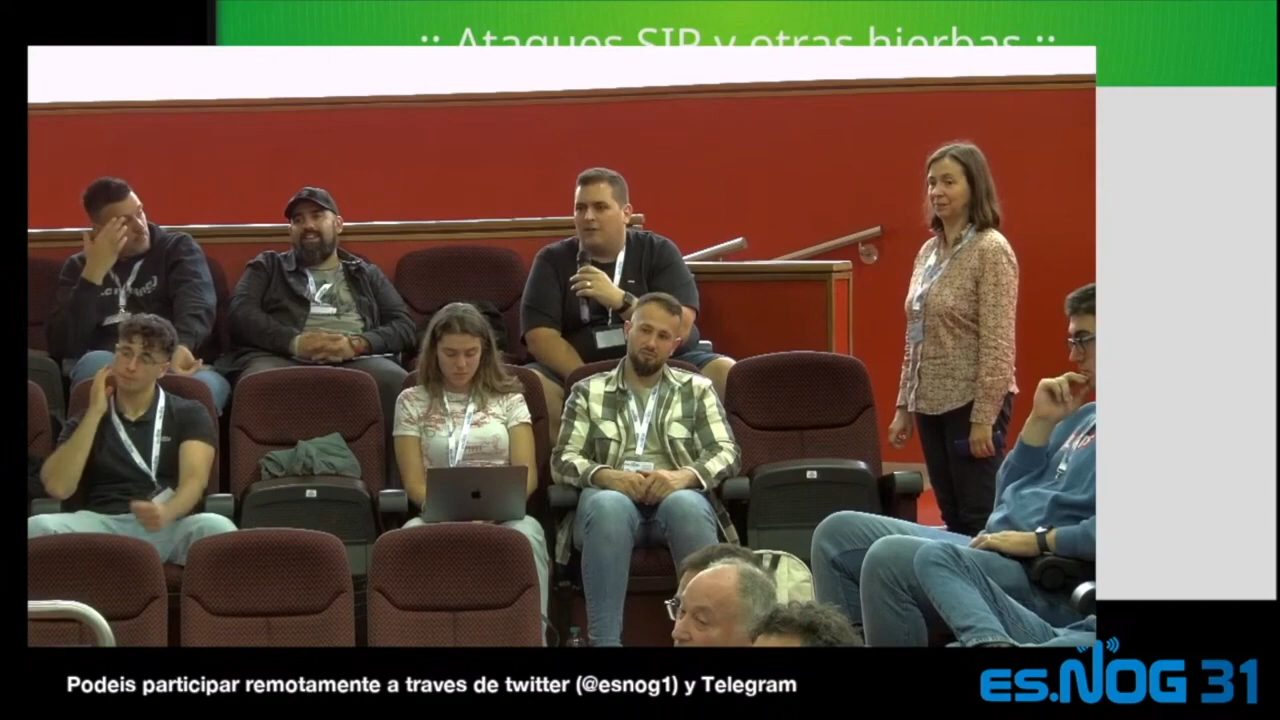 :: Ataques SIP y otras hierbas ::
Podeis participar remotamente a traves de twitter (@esnog1) y Telegram
es.NOG 31